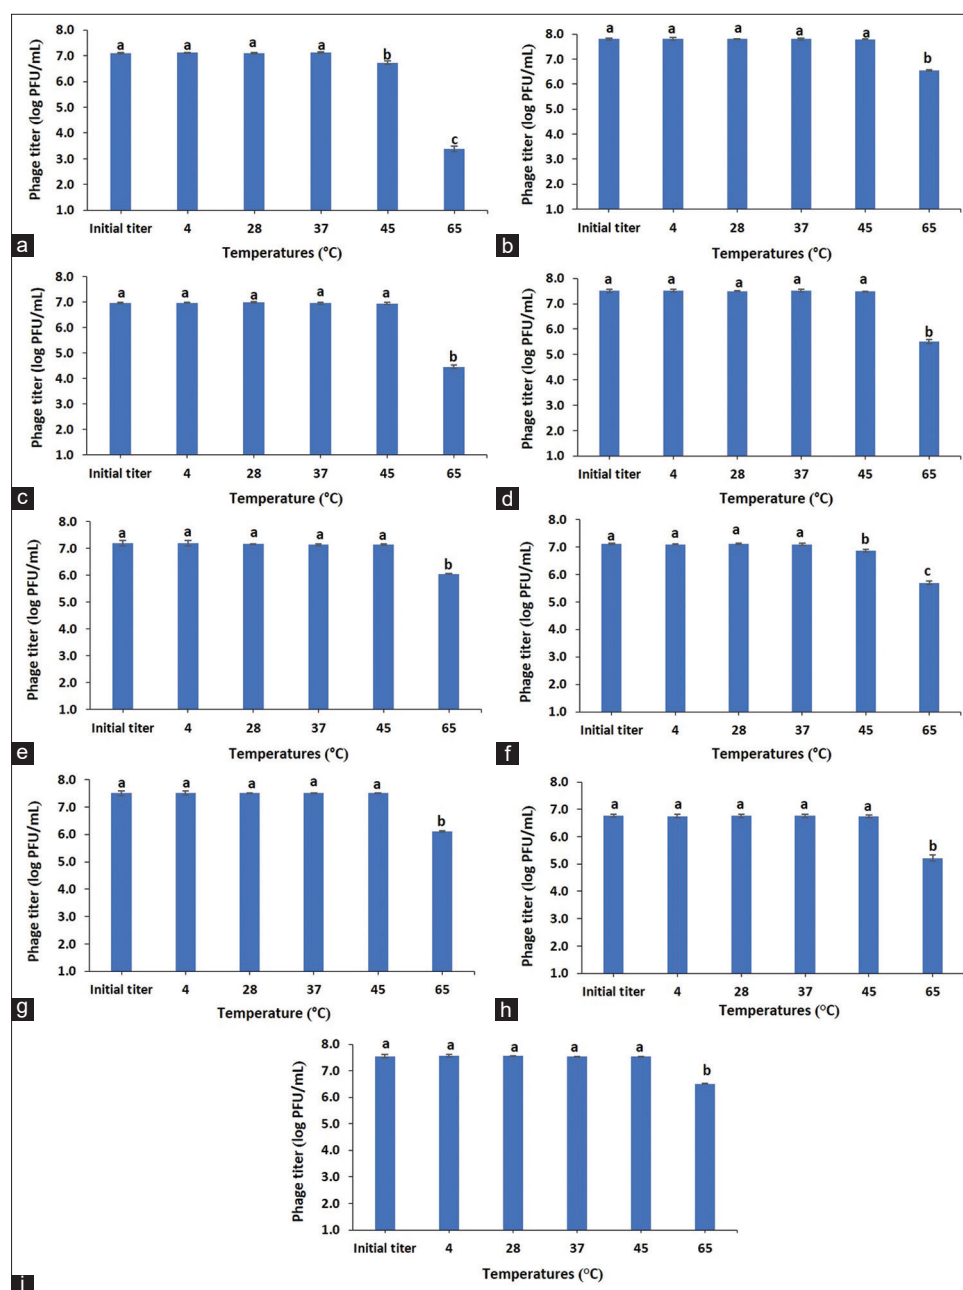 8.0 a a a a
7.0 b
6.0
5.0
4.0 c
3.0
2.0
1.0
Phage titer (log PFU/mL)
Initial titer 4 28 37 45 65
Temperatures (°C)
a
8.0 a a a a a
7.0 b
6.0
5.0
4.0
3.0
2.0
1.0
Phage titer (log PFU/mL)
Initial titer 4 28 37 45 65
Temperatures (°C)
b
8.0
7.0 a a a a a
6.0
5.0 b
4.0
3.0
2.0
1.0
Phage titer (log PFU/mL)
Initial titer 4 28 37 45 65
Temperature (°C)
c
8.0 a a a a a
7.0
6.0 b
5.0
4.0
3.0
2.0
1.0
Phage titer (log PFU/mL)
Initial titer 4 28 37 45 65
Temperatures (°C)
d
8.0 a a a a a
7.0
6.0 b
5.0
4.0
3.0
2.0
1.0
Phage titer (log PFU/mL)
Initial titer 4 28 37 45 65
Temperatures (°C)
e
8.0 a a a a
7.0 b
6.0 c
5.0
4.0
3.0
2.0
1.0
Phage titer (log PFU/mL)
Initial titer 4 28 37 45 65
Temperatures (°C)
f
8.0 a a a a a
7.0
6.0 b
5.0
4.0
3.0
2.0
1.0
Phage titer (log PFU/mL)
Initial titer 4 28 37 45 65
Temperature (°C)
g
8.0
7.0 a a a a a
6.0 b
5.0
4.0
3.0
2.0
1.0
Phage titer (log PFU/mL)
Initial titer 4 28 37 45 65
Temperatures (°C)
h
8.0 a a a a a
7.0 b
6.0
5.0
4.0
3.0
2.0
1.0
Phage titer (log PFU/mL)
Initial titer 4 28 37 45 65
Temperatures (°C)
i